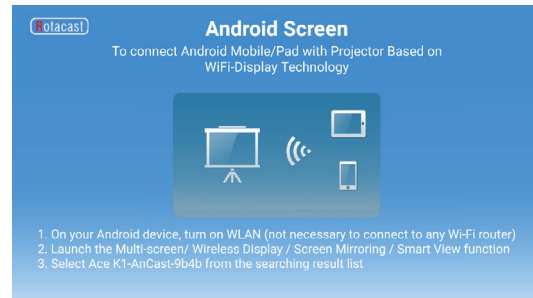 Rotacast
Android Screen
To connect Android Mobile/Pad with Projector Based on
WiFi-Display Technology
1. On your Android device, turn on WLAN (not necessary to connect to any Wi-Fi router)
2. Launch the Multi-screen/ Wireless Display / Screen Mirroring / Smart View function
3. Select Ace K1-AnCast-9b4b from the searching result list